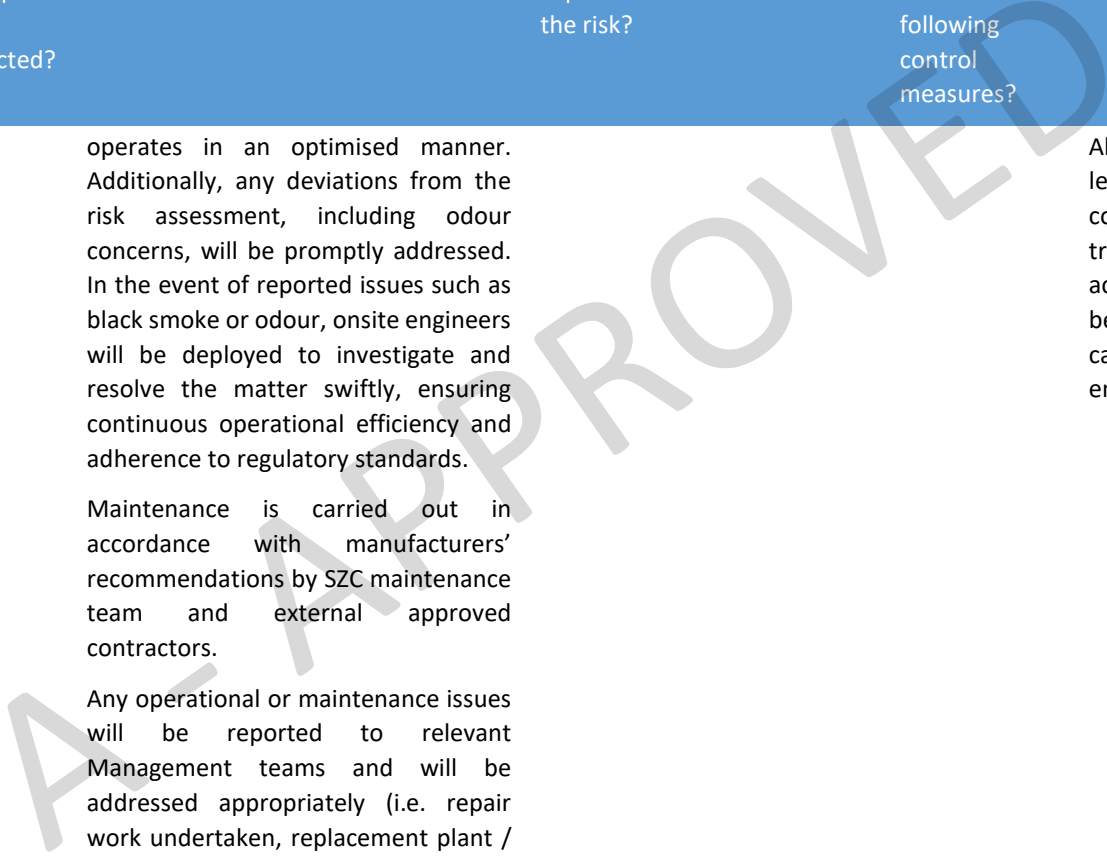 cted?
the risk?
following
control
measures?
operates in an optimised manner.
Additionally, any deviations from the
risk assessment, including odour
concerns, will be promptly addressed.
In the event of reported issues such as
black smoke or odour, onsite engineers
will be deployed to investigate and
resolve the matter swiftly, ensuring
continuous operational efficiency and
adherence to regulatory standards.
Maintenance is carried out in
accordance with manufacturers’
recommendations by SZC maintenance
team and external approved
contractors.
Any operational or maintenance issues
will be reported to relevant
Management teams and will be
addressed appropriately (i.e. repair
work undertaken, replacement plant /
le
co
tr
be
ca
A - APPROVED